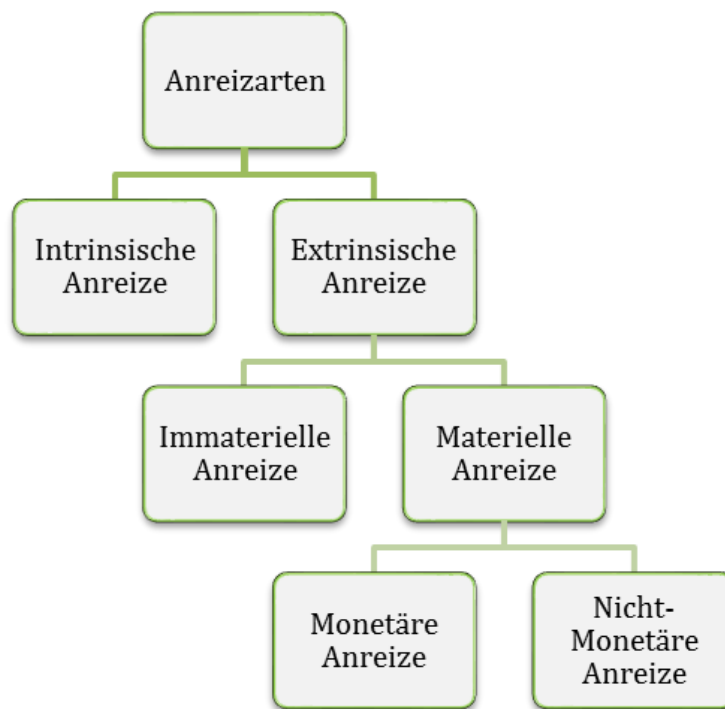 Anreizarten
Intrinsische
Anreize
Extrinsische
Anreize
Immaterielle
Anreize
Materielle
Anreize
Monetäre
Anreize
Nicht-
Monetäre
Anreize